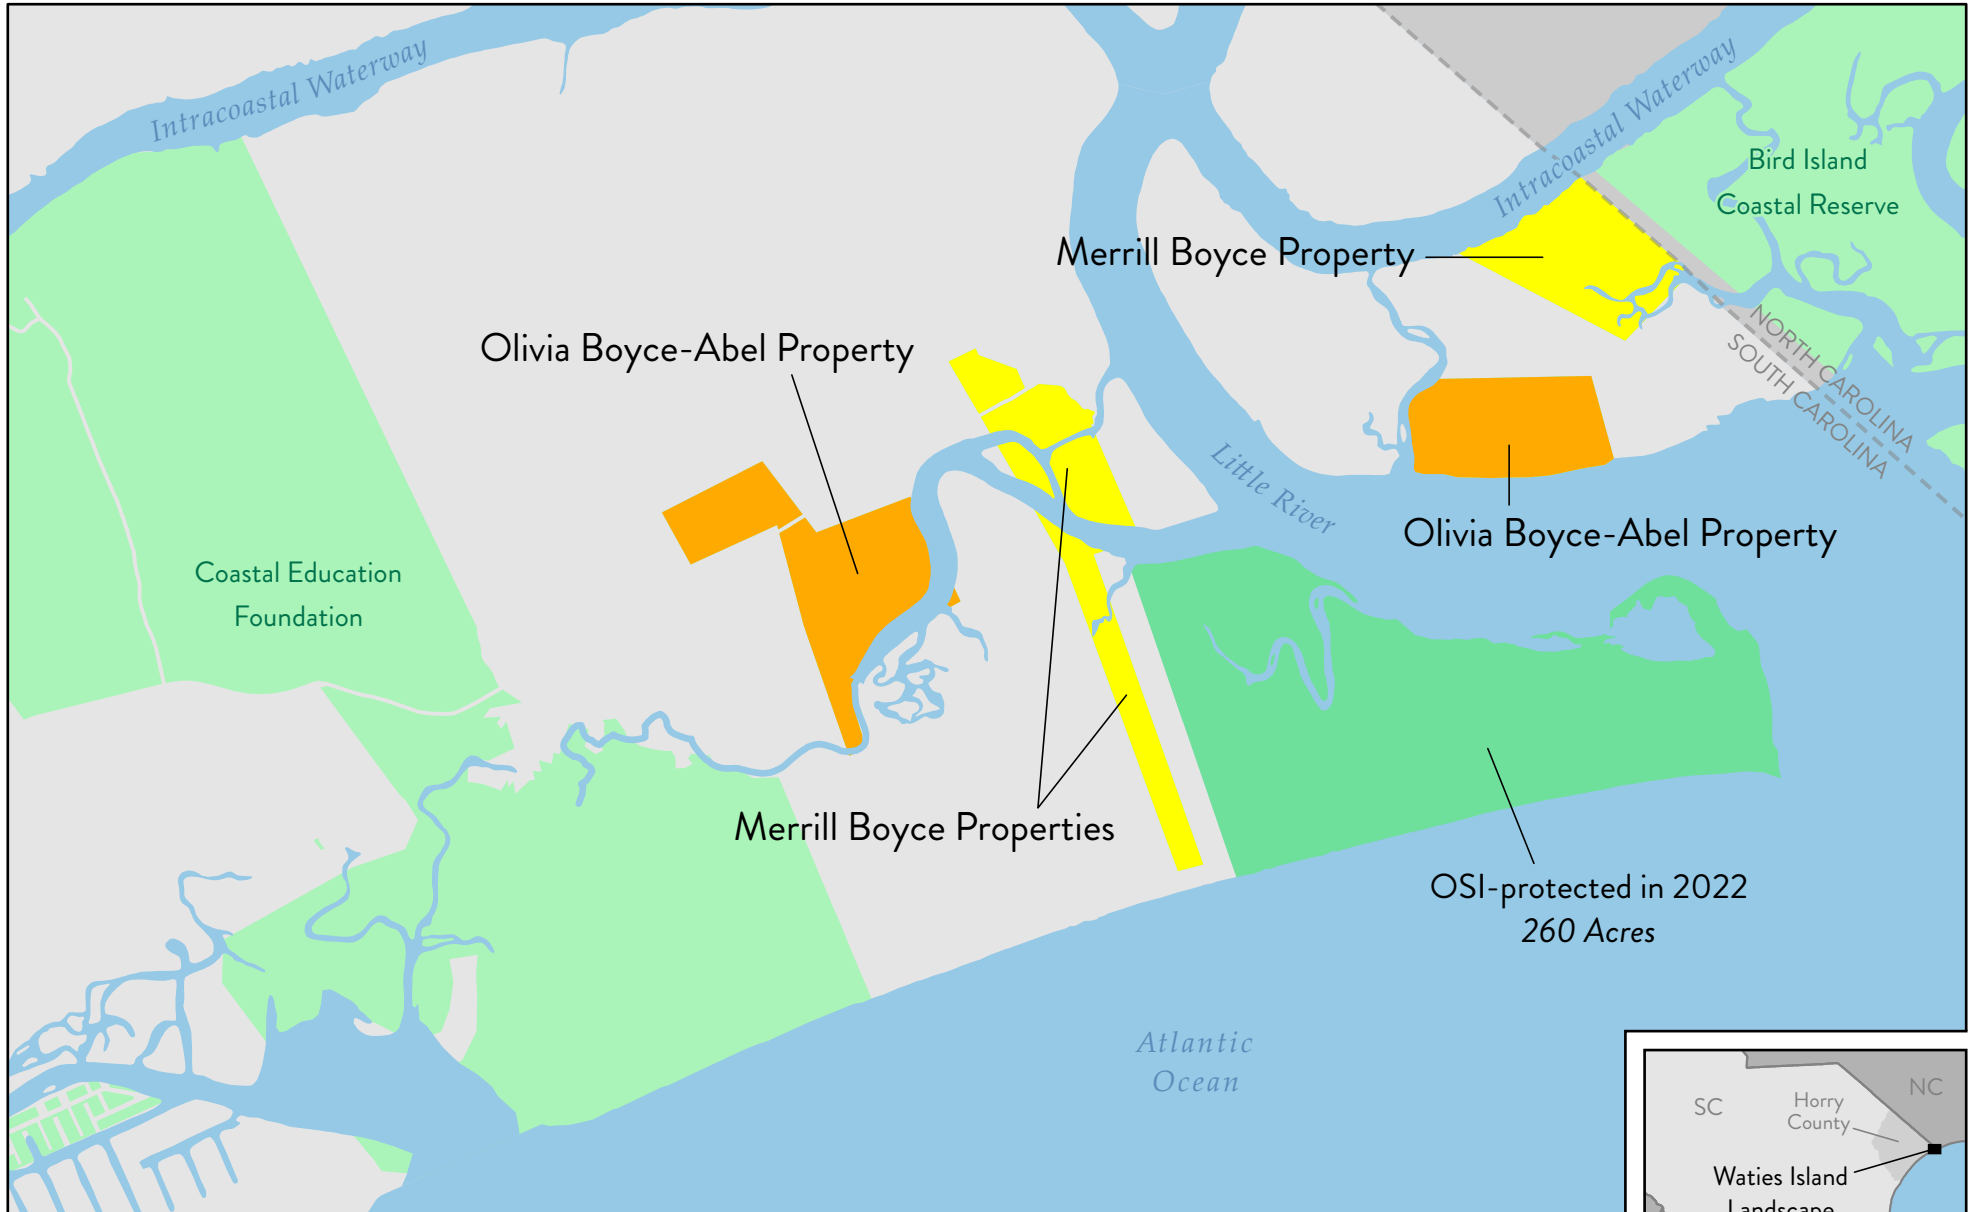 Intracoastal Waterway
Intracoastal Waterway
Bird Island
Coastal Reserve
Merrill Boyce Property
NORTH CAROLINA
SOUTH CAROLINA
Olivia Boyce-Abel Property
Little River
Olivia Boyce-Abel Property
Coastal Education
Foundation
Merrill Boyce Properties
OSI-protected in 2022
260 Acres
Atlantic
Ocean
SC
NC
Horry
County
Waties Island
Landscape